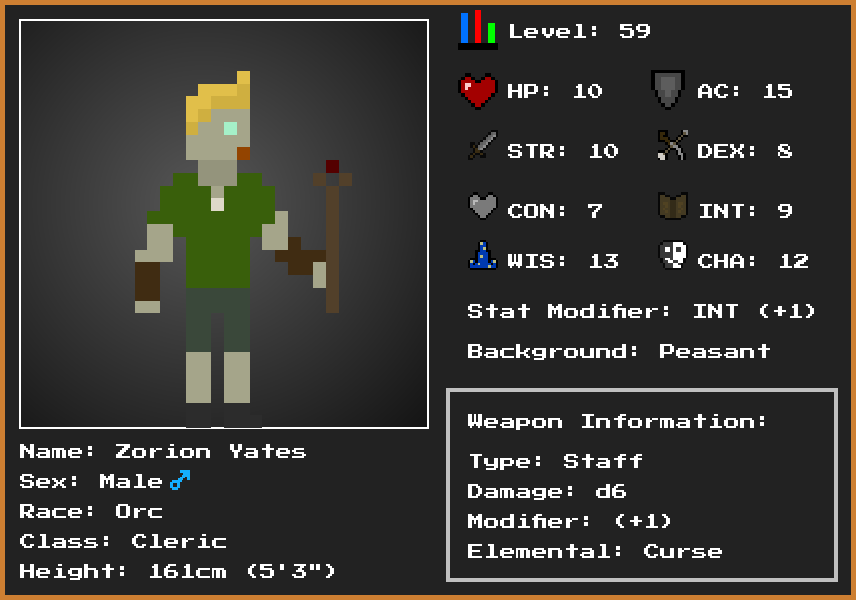 Level: 59
HP: 10
AC: 15
STR: 10
DEX: 8
CON: 7
INT: 9
WIS: 13
CHA: 12
Stat Modifier: INT (+1)
Background: Peasant
Weapon Information:
Type: Staff
Damage: d6
Modifier: (+1)
Elemental: Curse
Name: Zorion Yates
Sex: Male♂
Race: Orc
Class: Cleric
Height: 161cm (5'3")